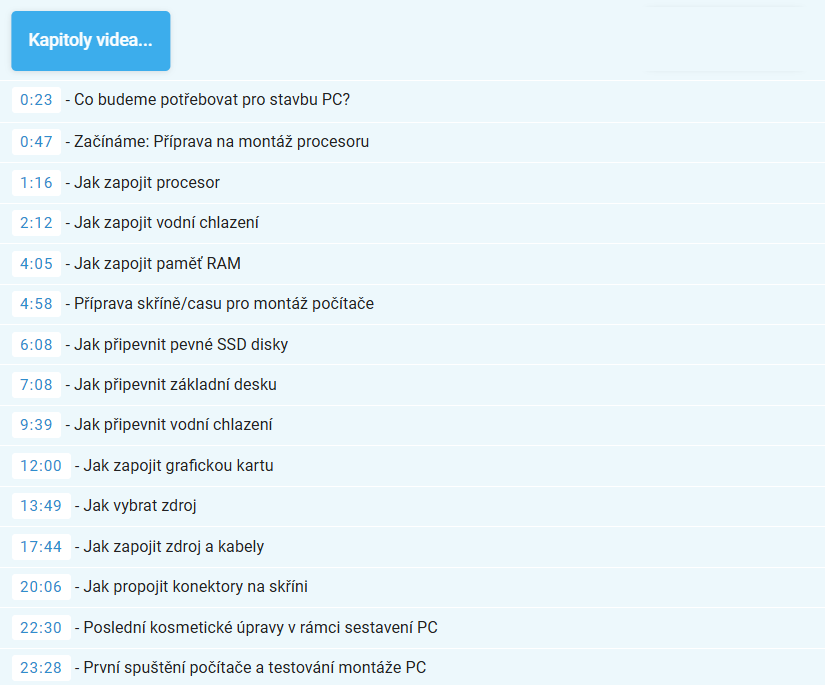 Kapitoly videa...
0:23 - Co budeme potřebovat pro stavbu PC?
0:47 - Začínáme: Příprava na montáž procesoru
1:16 - Jak zapojit procesor
2:12 - Jak zapojit vodní chlazení
4:05 - Jak zapojit paměť RAM
4:58 - Příprava skříně/casu pro montáž počítače
6:08 - Jak připevnit pevné SSD disky
7:08 - Jak připevnit základní desku
9:39 - Jak připevnit vodní chlazení
12:00 - Jak zapojit grafickou kartu
13:49 - Jak vybrat zdroj
17:44 - Jak zapojit zdroj a kabely
20:06 - Jak propojit konektory na skříni
22:30 - Poslední kosmetické úpravy v rámci sestavení PC
23:28 - První spuštění počítače a testování montáže PC